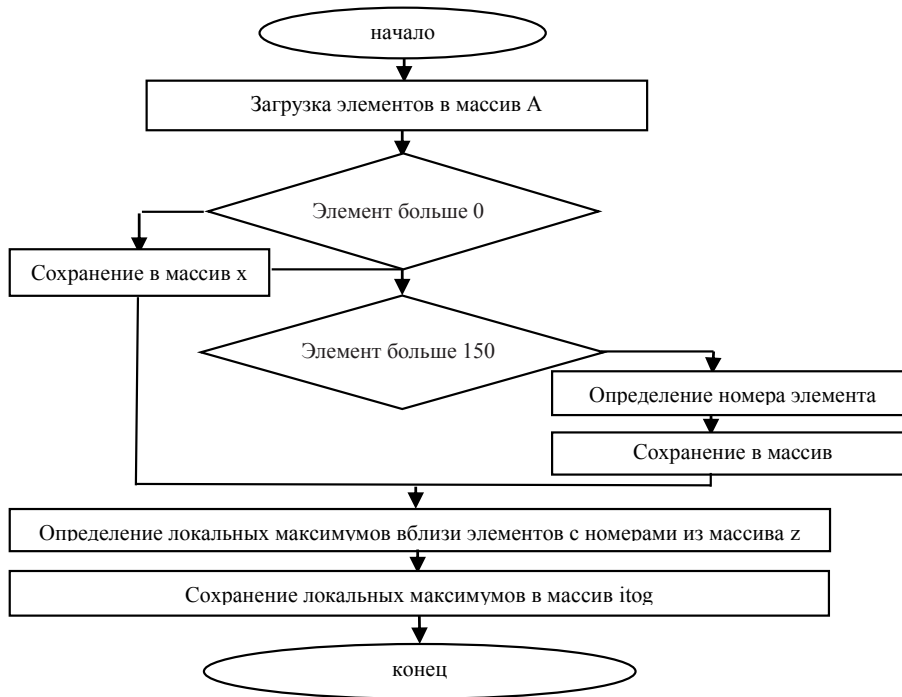 начало
Загрузка элементов в массив А
Элемент больше 0
Сохранение в массив x
Элемент больше 150
Определение номера элемента
Сохранение в массив
Определение локальных максимумов вблизи элементов с номерами из массива z
Сохранение локальных максимумов в массив itog
конец